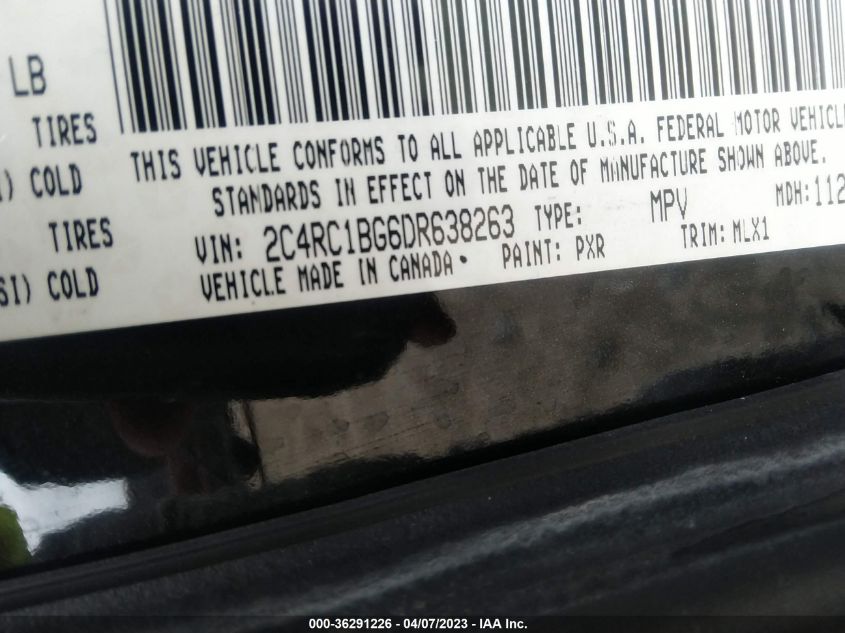 LB
TIRES
I) COLD
TIRES
SI) COLD
THIS VEHICLE CONFORMS TO ALL APPLICABLE U.S.A. FEDERAL MOTOR VEHICLE
STANDARDS IN EFFECT ON THE DATE OF MANUFACTURE SHOWN ABOVE.
VIN: 2C4RC1BG6DR638263 TYPE: MPV MDH:112
VEHICLE MADE IN CANADA• PAINT: PXR TRIM: MLX1
000-36291226 - 04/07/2023 - IAA Inc.